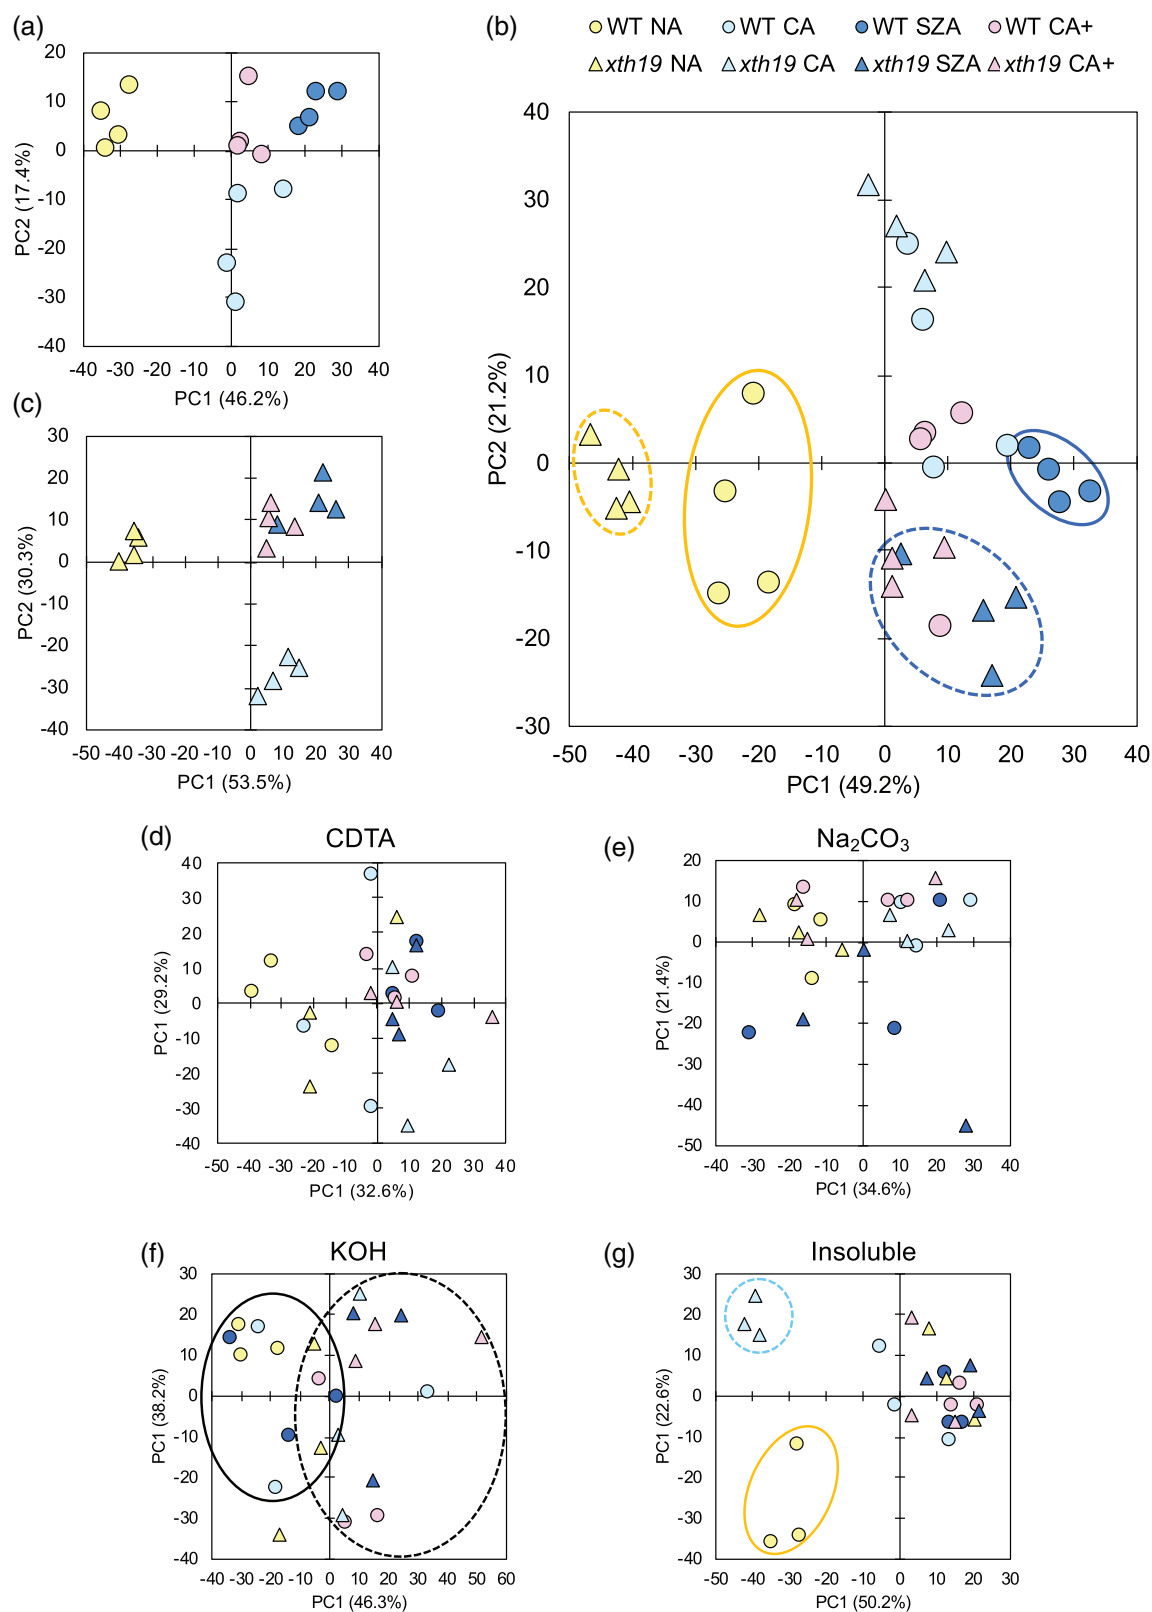 (a)
20
10
0
-10
-20
-30
-40
PC2 (17.4%)
-40 -30 -20 -10 0 10 20 30 40
PC1 (46.2%)
(b)
WT NA WT CA WT SZA WT CA+
xth19 NA xth19 CA xth19 SZA xth19 CA+
40
30
20
10
0
-10
-20
-30
PC2 (21.2%)
-50 -40 -30 -20 -10 0 10 20 30 40
PC1 (49.2%)
(c)
30
20
10
0
-10
-20
-30
-40
PC2 (30.3%)
-50 -40 -30 -20 -10 0 10 20 30 40
PC1 (53.5%)
(d)
CDTA
40
30
20
10
0
-10
-20
-30
-40
PC1 (29.2%)
-50 -40 -30 -20 -10 0 10 20 30 40
PC1 (32.6%)
(e)
Na₂CO₃
20
10
0
-10
-20
-30
-40
-50
PC1 (21.4%)
-40 -30 -20 -10 0 10 20 30 40
PC1 (34.6%)
(f)
KOH
30
20
10
0
-10
-20
-30
-40
PC1 (38.2%)
-40 -30 -20 -10 0 10 20 30 40 50 60
PC1 (46.3%)
(g)
Insoluble
30
20
10
0
-10
-20
-30
-40
PC1 (22.6%)
-50 -40 -30 -20 -10 0 10 20 30
PC1 (50.2%)